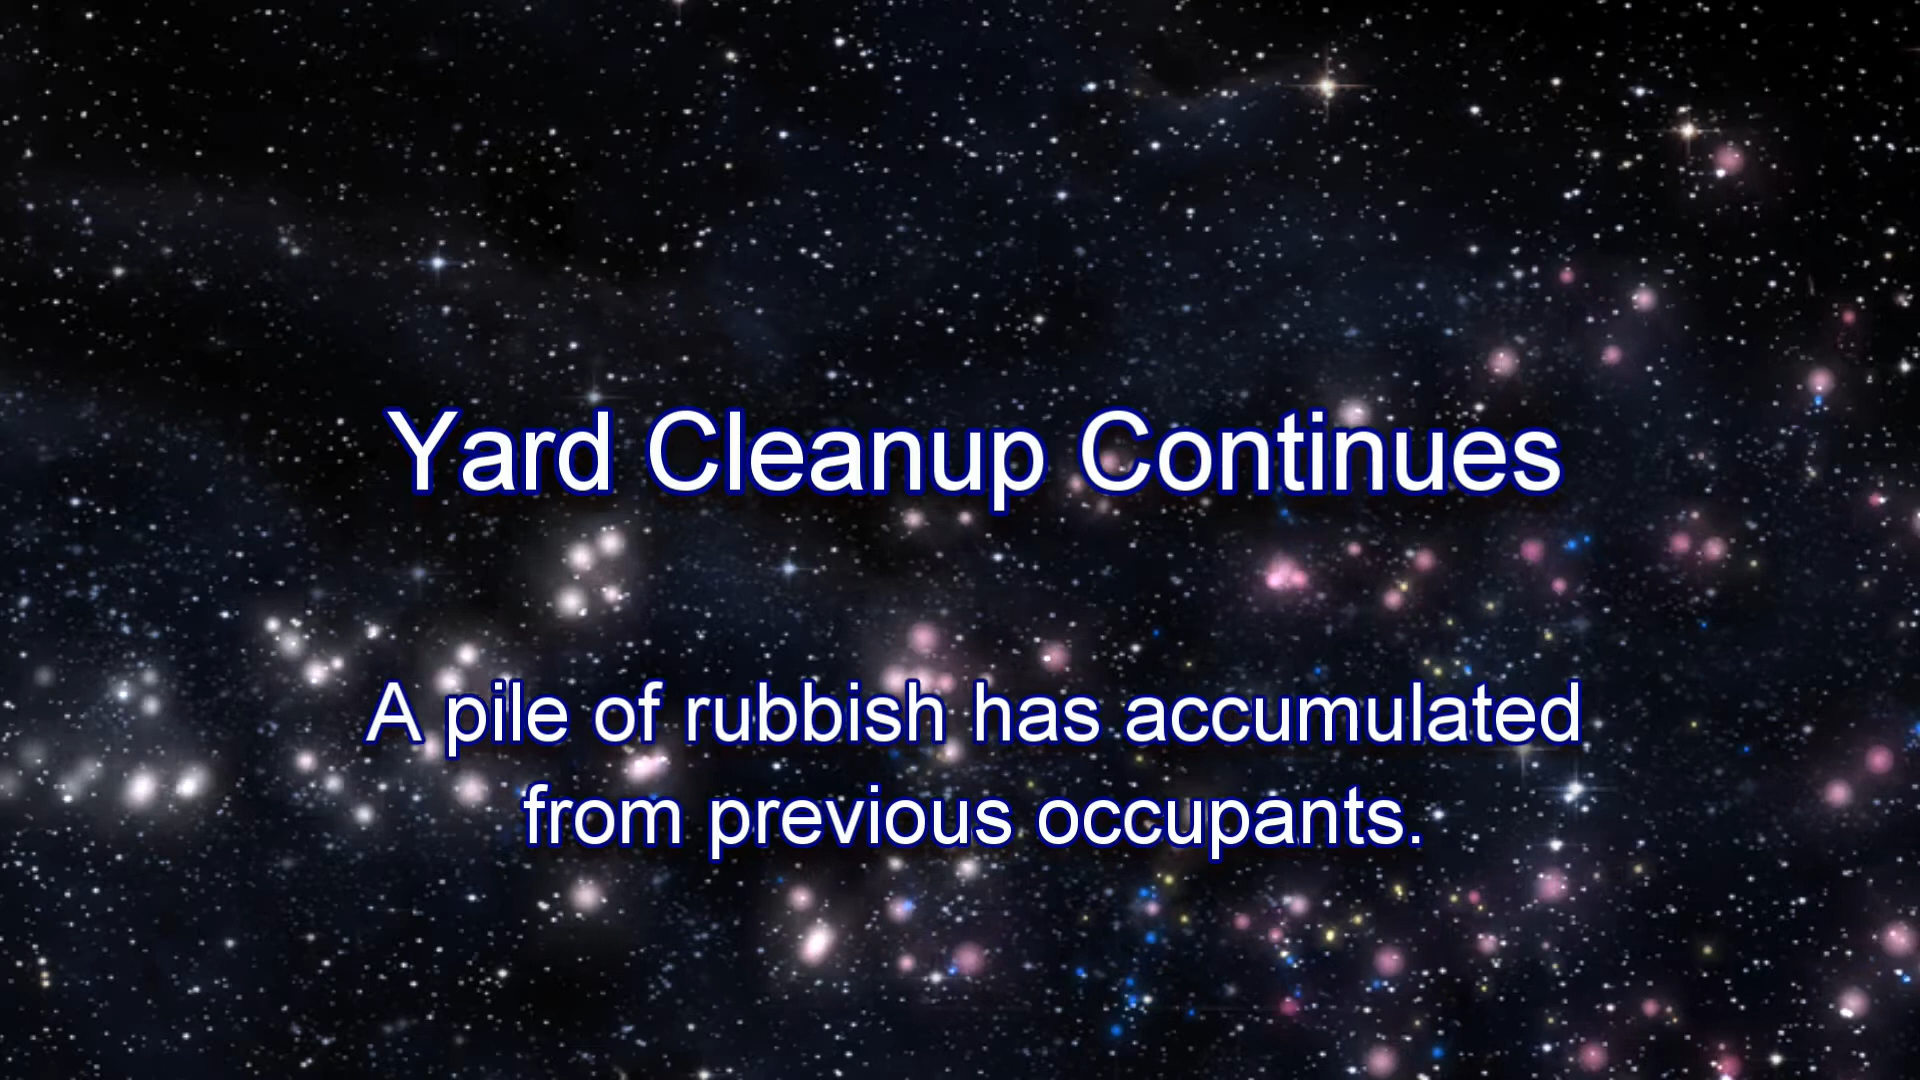 Yard Cleanup Continues
A pile of rubbish has accumulated
from previous occupants.